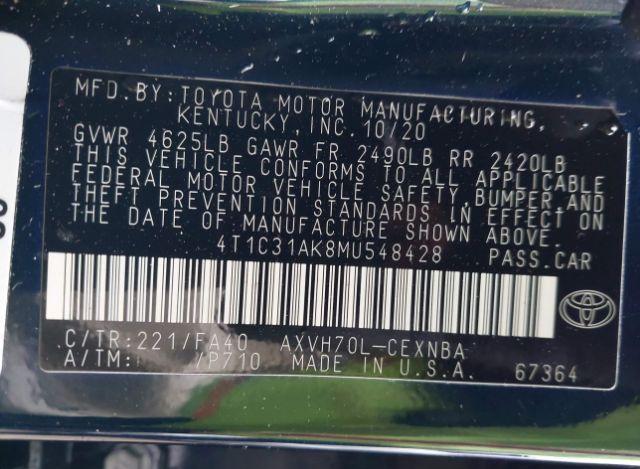 MFD.BY:TOYOTA MOTOR MANUFACTURING,
KENTUCKY,INC.10/20
GVWR 4625LB GAWR FR 2490LB RR 2420LB
THIS VEHICLE CONFORMS TO ALL APPLICABLE
FEDERAL MOTOR VEHICLE SAFETY,BUMPER,AND
THEFT PREVENTION STANDARDS IN EFFECT ON
THE DATE OF MANUFACTURE SHOWN ABOVE.
4T1C31AK8MU548428 PASS.CAR
C/TR:221/FA40 AXVH70L-CEXNBA
A/TM: /P710 MADE IN U.S.A. 67364